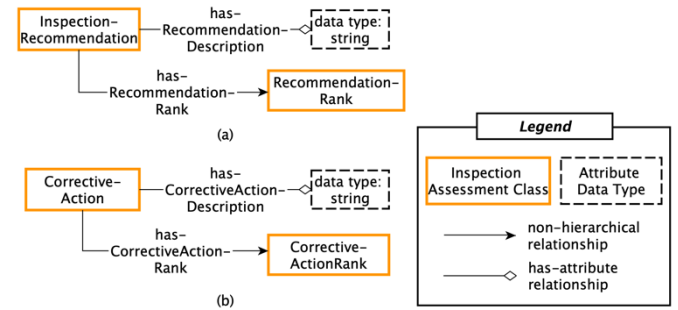 Inspection-
Recommendation
has-
Recommendation-
Description
data type:
string
has-
Recommendation-
Rank
Recommendation-
Rank
(a)
Corrective-
Action
has-
CorrectiveAction-
Description
data type:
string
has-
CorrectiveAction-
Rank
Corrective-
ActionRank
(b)
Legend
Inspection
Assessment Class
Attribute
Data Type
non-hierarchical
relationship
has-attribute
relationship